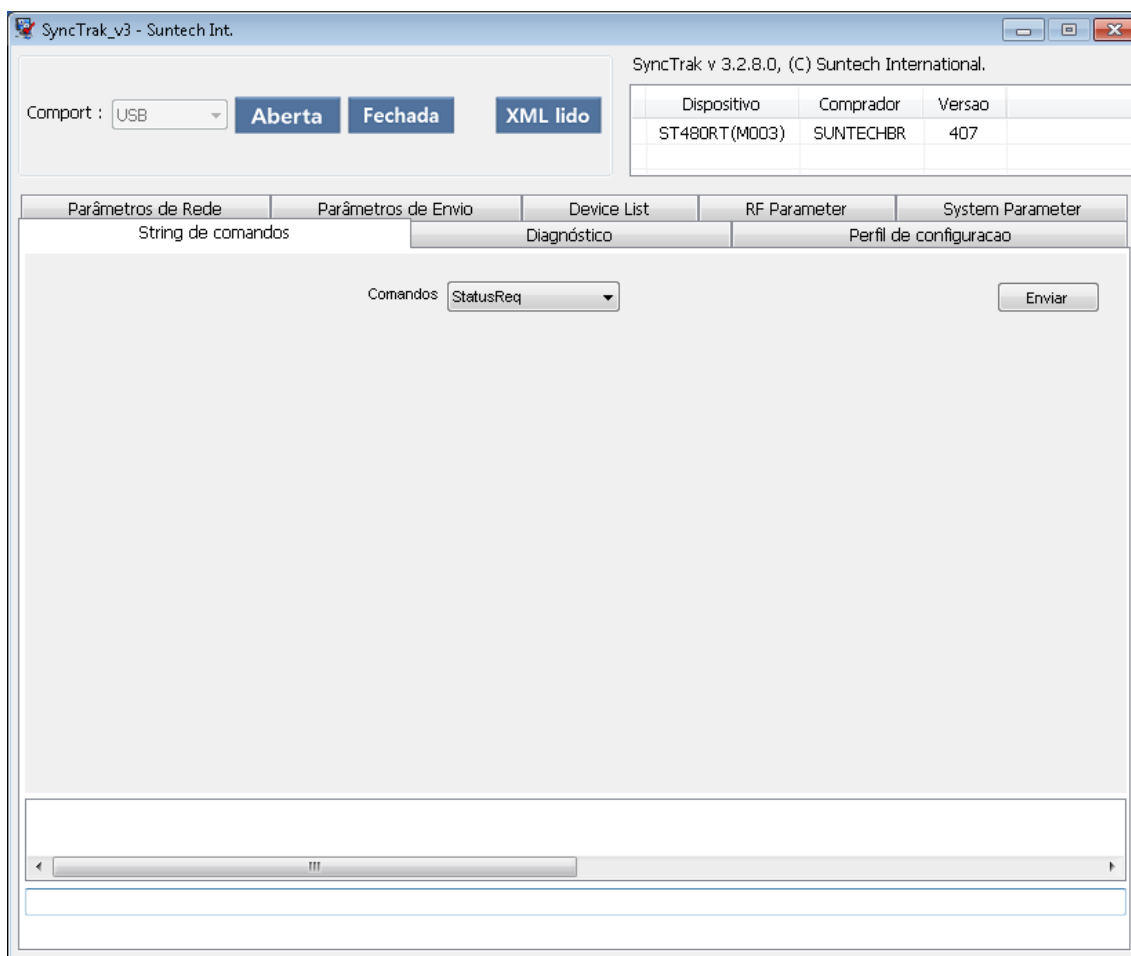 SyncTrak_v3 - Suntech Int.
SyncTrak v 3.2.8.0, (C) Suntech International.
Comport : USB Aberta Fechada XML lido
Dispositivo Comprador Versao
ST480RT(M003) SUNTECHBR 407
Parâmetros de Rede Parâmetros de Envio Device List RF Parameter System Parameter
String de comandos Diagnóstico Perfil de configuracao
Comandos StatusReq Enviar